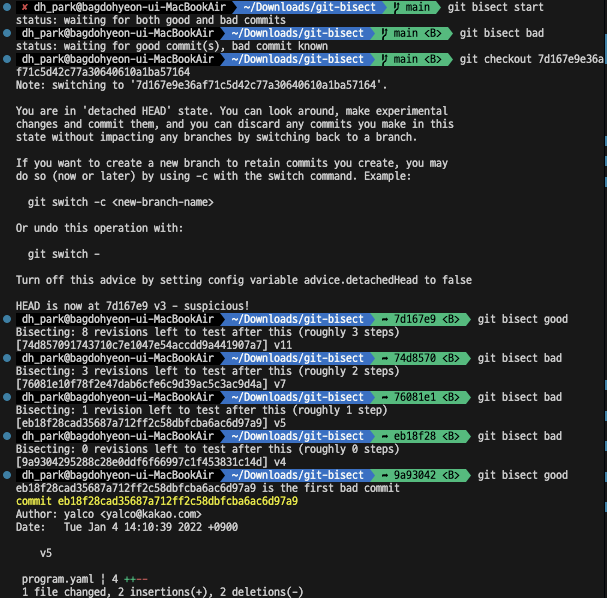 ✘ dh_park@bagdohyeon-ui-MacBookAir ~/Downloads/git-bisect main git bisect start
status: waiting for both good and bad commits
dh_park@bagdohyeon-ui-MacBookAir ~/Downloads/git-bisect main <B> git bisect bad
status: waiting for good commit(s), bad commit known
dh_park@bagdohyeon-ui-MacBookAir ~/Downloads/git-bisect main <B> git checkout 7d167e9e36a
f71c5d42c77a30640610a1ba57164
Note: switching to '7d167e9e36af71c5d42c77a30640610a1ba57164'.
You are in 'detached HEAD' state. You can look around, make experimental
changes and commit them, and you can discard any commits you make in this
state without impacting any branches by switching back to a branch.
If you want to create a new branch to retain commits you create, you may
do so (now or later) by using -c with the switch command. Example:
git switch -c <new-branch-name>
Or undo this operation with:
git switch -
Turn off this advice by setting config variable advice.detachedHead to false
HEAD is now at 7d167e9 v3 - suspicious!
dh_park@bagdohyeon-ui-MacBookAir ~/Downloads/git-bisect ➦ 7d167e9 <B> git bisect good
Bisecting: 8 revisions left to test after this (roughly 3 steps)
[74d857091743710c7e1047e54accdd9a441907a7] v11
dh_park@bagdohyeon-ui-MacBookAir ~/Downloads/git-bisect ➦ 74d8570 <B> git bisect bad
Bisecting: 3 revisions left to test after this (roughly 2 steps)
[76081e10f78f2e47dab6cfe6c9d39ac5c3ac9d4a] v7
dh_park@bagdohyeon-ui-MacBookAir ~/Downloads/git-bisect ➦ 76081e1 <B> git bisect bad
Bisecting: 1 revision left to test after this (roughly 1 step)
[eb18f28cad35687a712ff2c58dbfcba6ac6d97a9] v5
dh_park@bagdohyeon-ui-MacBookAir ~/Downloads/git-bisect ➦ eb18f28 <B> git bisect bad
Bisecting: 0 revisions left to test after this (roughly 0 steps)
[9a9304295288c28e0ddf6f66997c1f453831c14d] v4
dh_park@bagdohyeon-ui-MacBookAir ~/Downloads/git-bisect ➦ 9a93042 <B> git bisect good
eb18f28cad35687a712ff2c58dbfcba6ac6d97a9 is the first bad commit
commit eb18f28cad35687a712ff2c58dbfcba6ac6d97a9
Author: yalco <yalco@kakao.com>
Date: Tue Jan 4 14:10:39 2022 +0900
v5
program.yaml | 4 ++--
1 file changed, 2 insertions(+), 2 deletions(-)